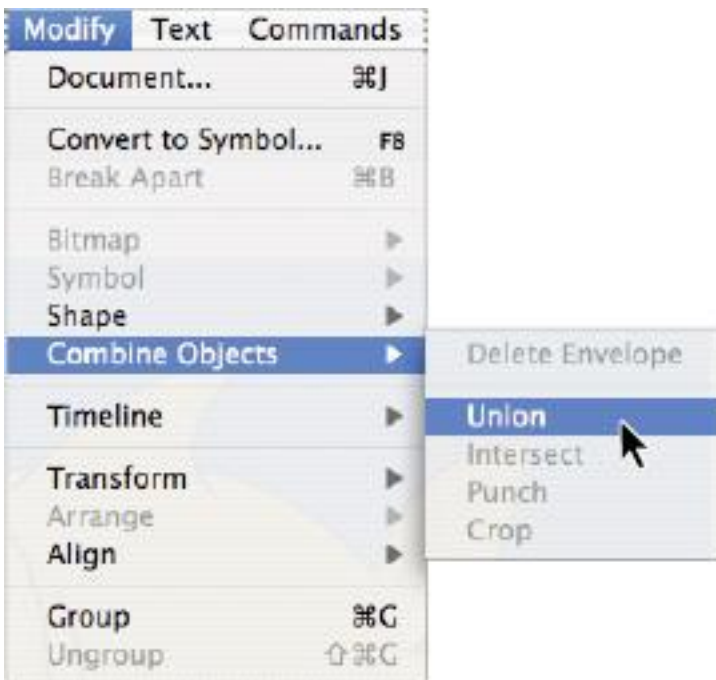 Modify Text Commands
Document... ⌘J
Convert to Symbol... F8
Break Apart ⌘B
Bitmap
Symbol
Shape
Combine Objects
Timeline
Transform
Arrange
Align
Group ⌘G
Ungroup ⇧⌘G
Delete Envelope
Union
Intersect
Punch
Crop